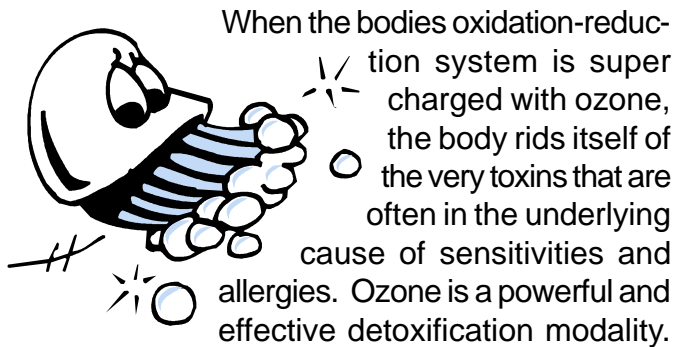 When the bodies oxidation-reduc-
tion system is super
charged with ozone,
the body rids itself of
the very toxins that are
often in the underlying
cause of sensitivities and
allergies. Ozone is a powerful and
effective detoxification modality.